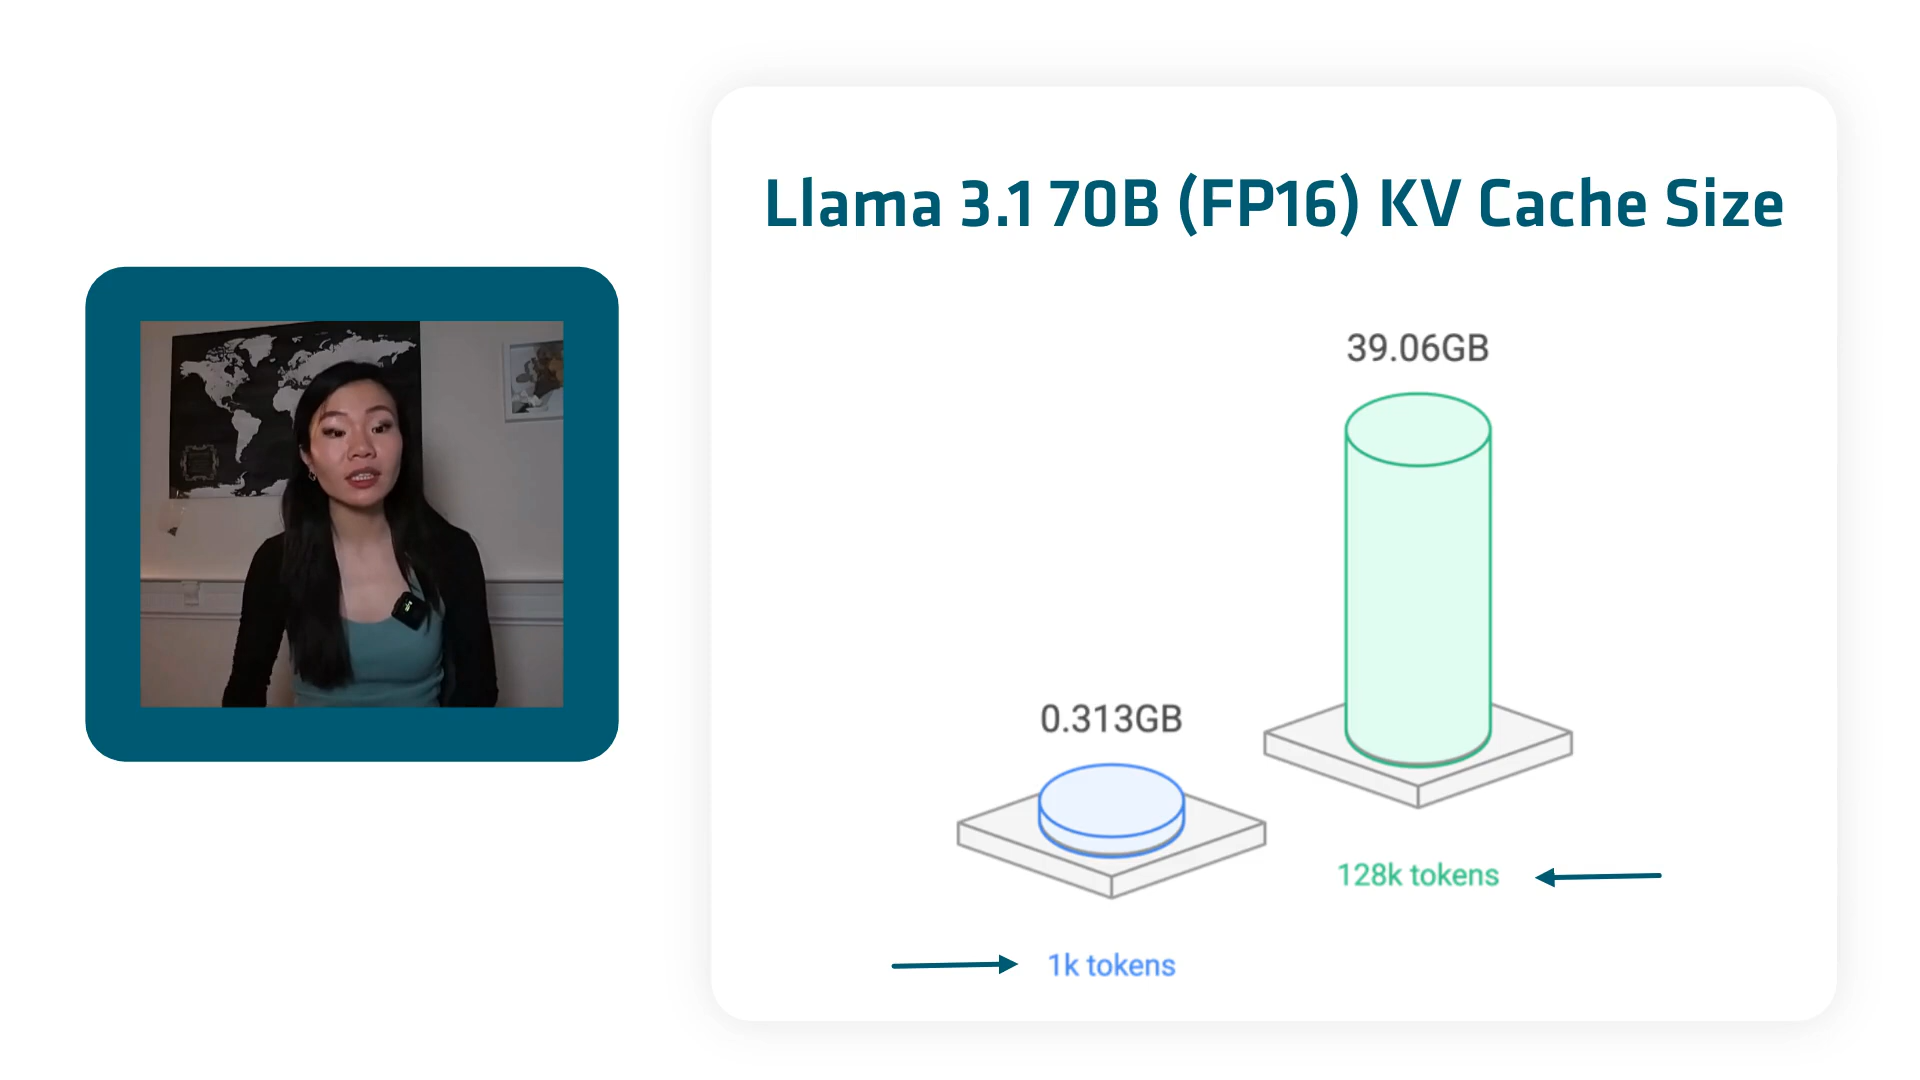 Llama 3.1 70B (FP16) KV Cache Size
39.06GB
0.313GB
128k tokens
1k tokens